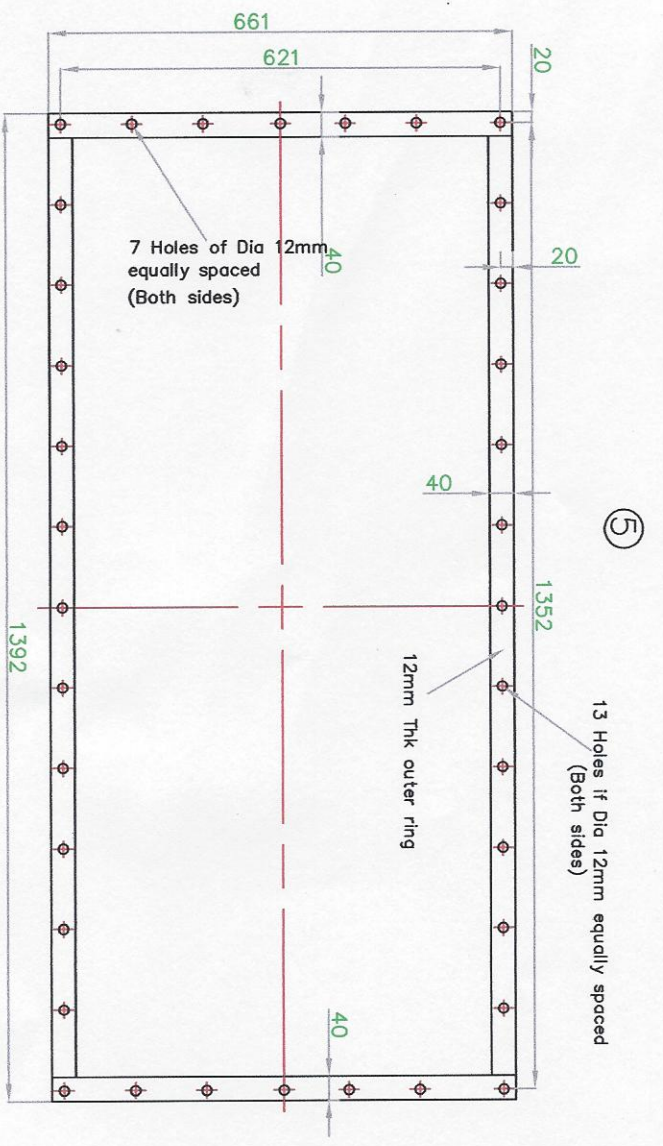 661
621
20
7 Holes of Dia 12mm
equally spaced
(Both sides)
40
20
40
5
1352
13 Holes if Dia 12mm equally spaced
(Both sides)
12mm Thk outer ring
1392
40